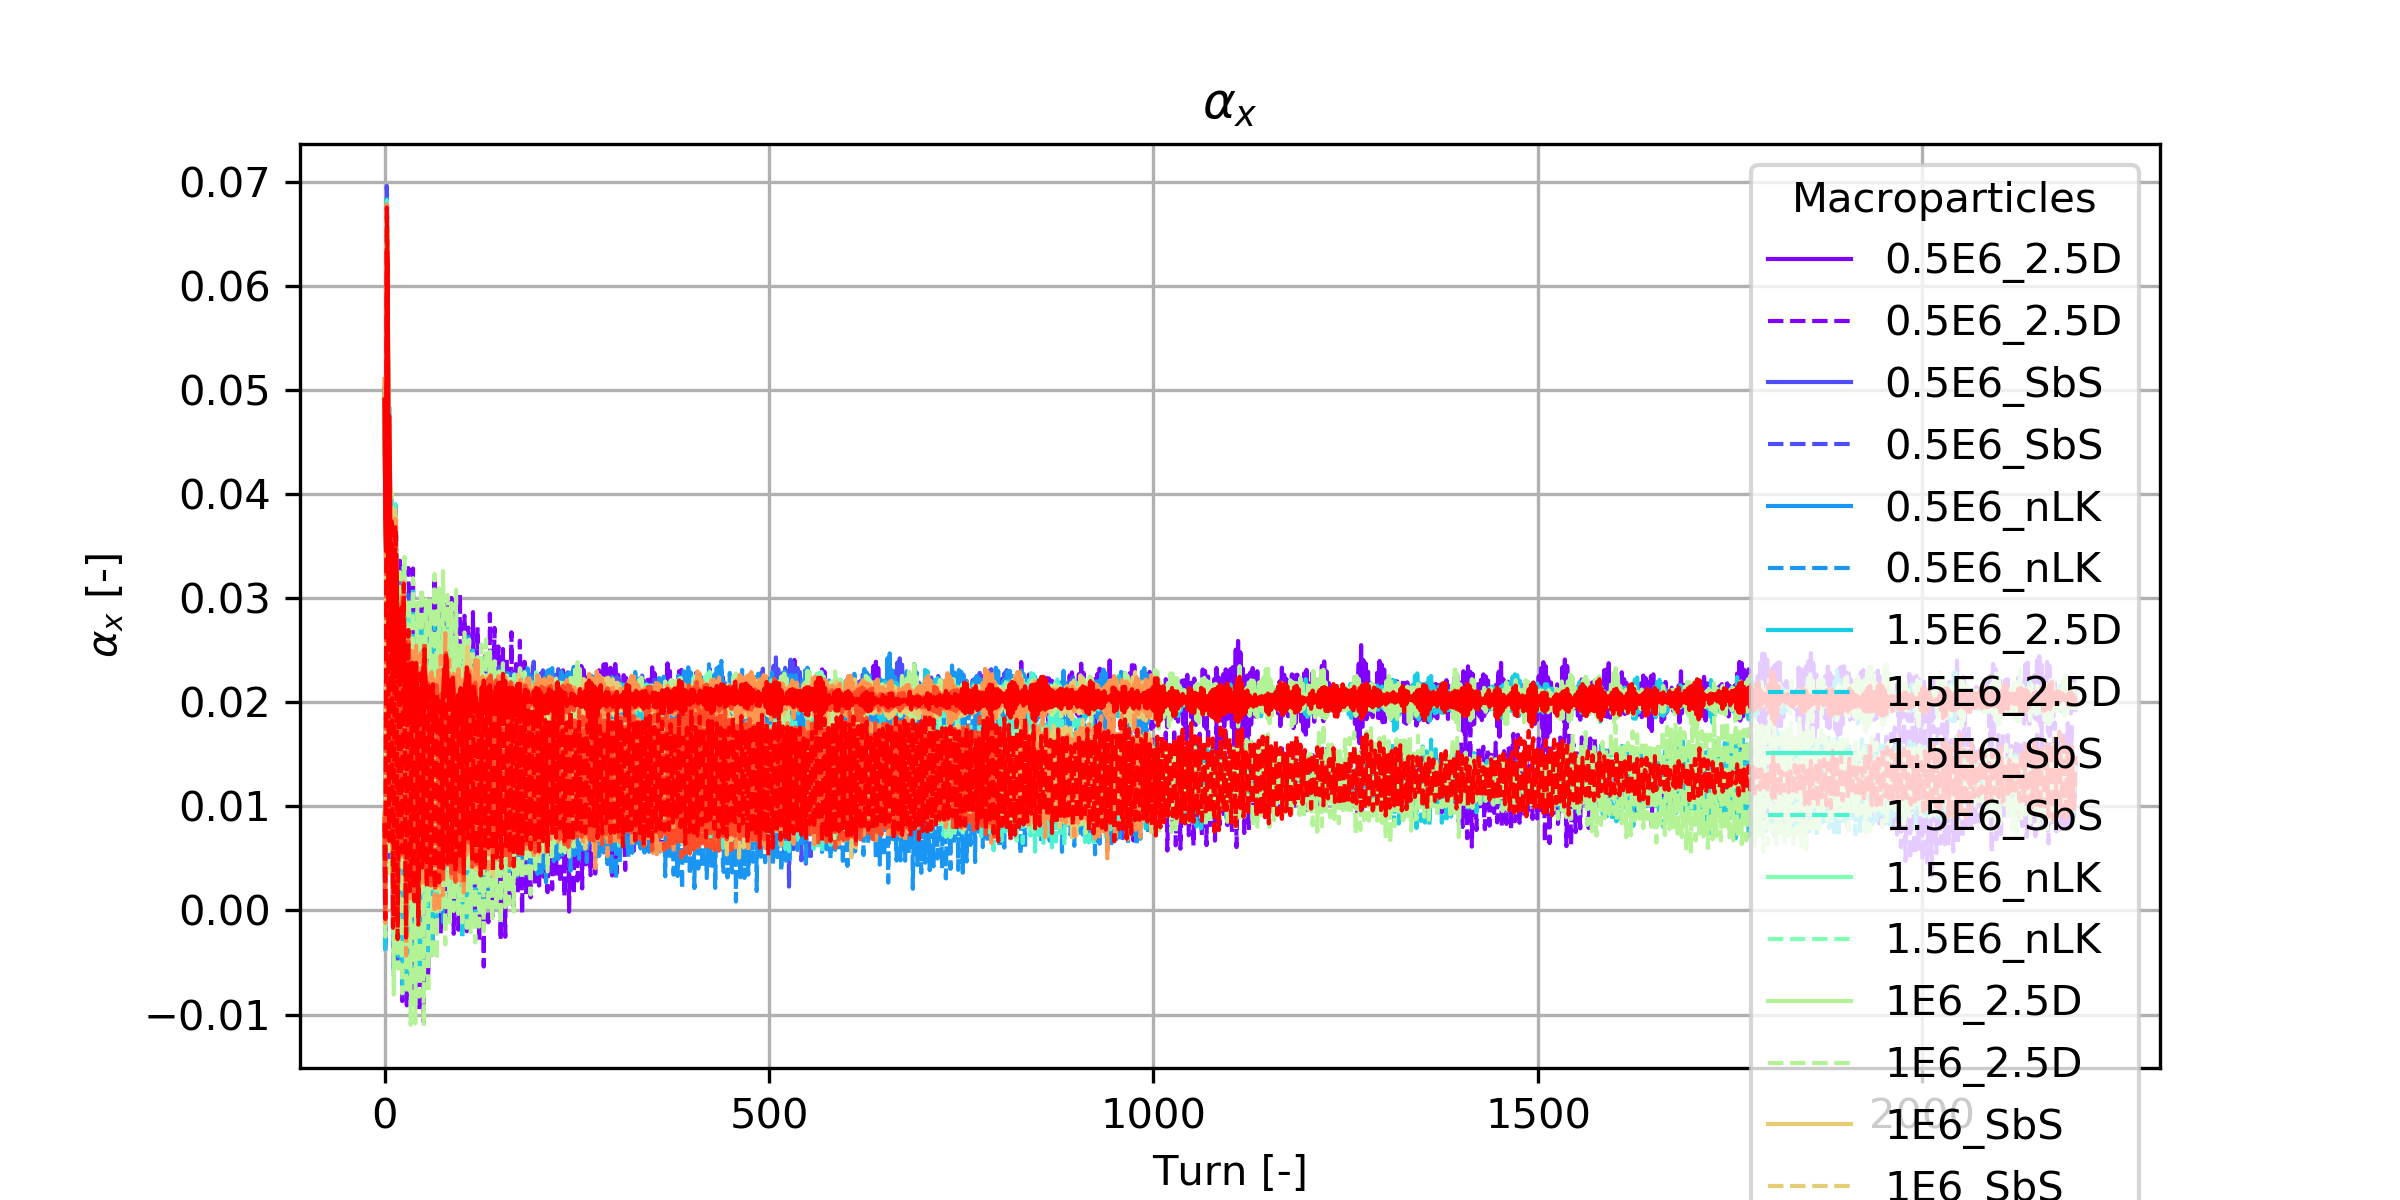 αx
0.07
0.06
0.05
0.04
0.03
0.02
0.01
0.00
−0.01
αx [-]
0
500
1000
1500
2000
Turn [-]
Macroparticles
0.5E6_2.5D
0.5E6_2.5D
0.5E6_SbS
0.5E6_SbS
0.5E6_nLK
0.5E6_nLK
1.5E6_2.5D
1.5E6_2.5D
1.5E6_SbS
1.5E6_SbS
1.5E6_nLK
1.5E6_nLK
1E6_2.5D
1E6_2.5D
1E6_SbS
1E6_SbS